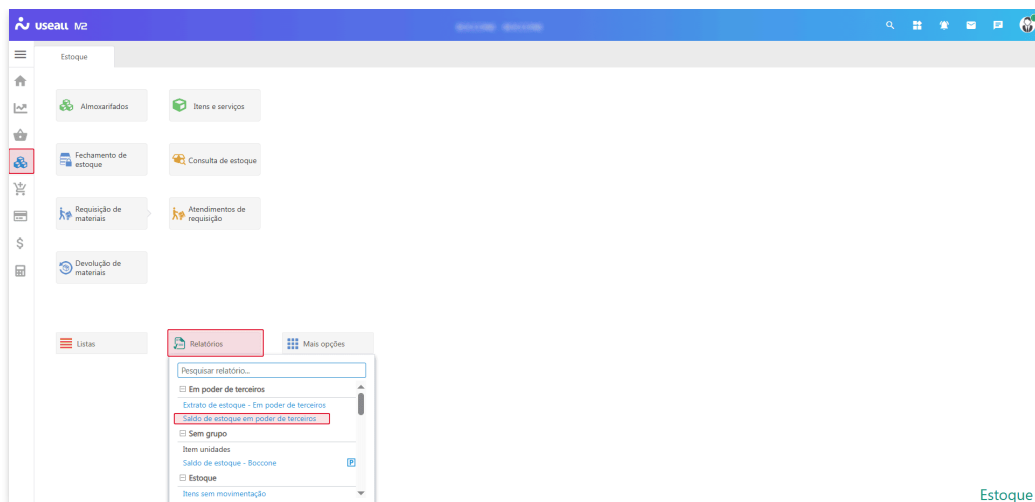 USEALL M2
Estoque
Almoxarifados
Itens e serviços
Fechamento de
estoque
Consulta de estoque
Requisição de
materiais
Atendimentos de
requisição
Devolução de
materiais
Listas
Relatórios
Mais opções
Pesquisar relatório...
Em poder de terceiros
Extrato de estoque - Em poder de terceiros
Saldo de estoque em poder de terceiros
Sem grupo
Item unidades
Saldo de estoque - Boccone
P
Estoque
Itens sem movimentação
Estoque